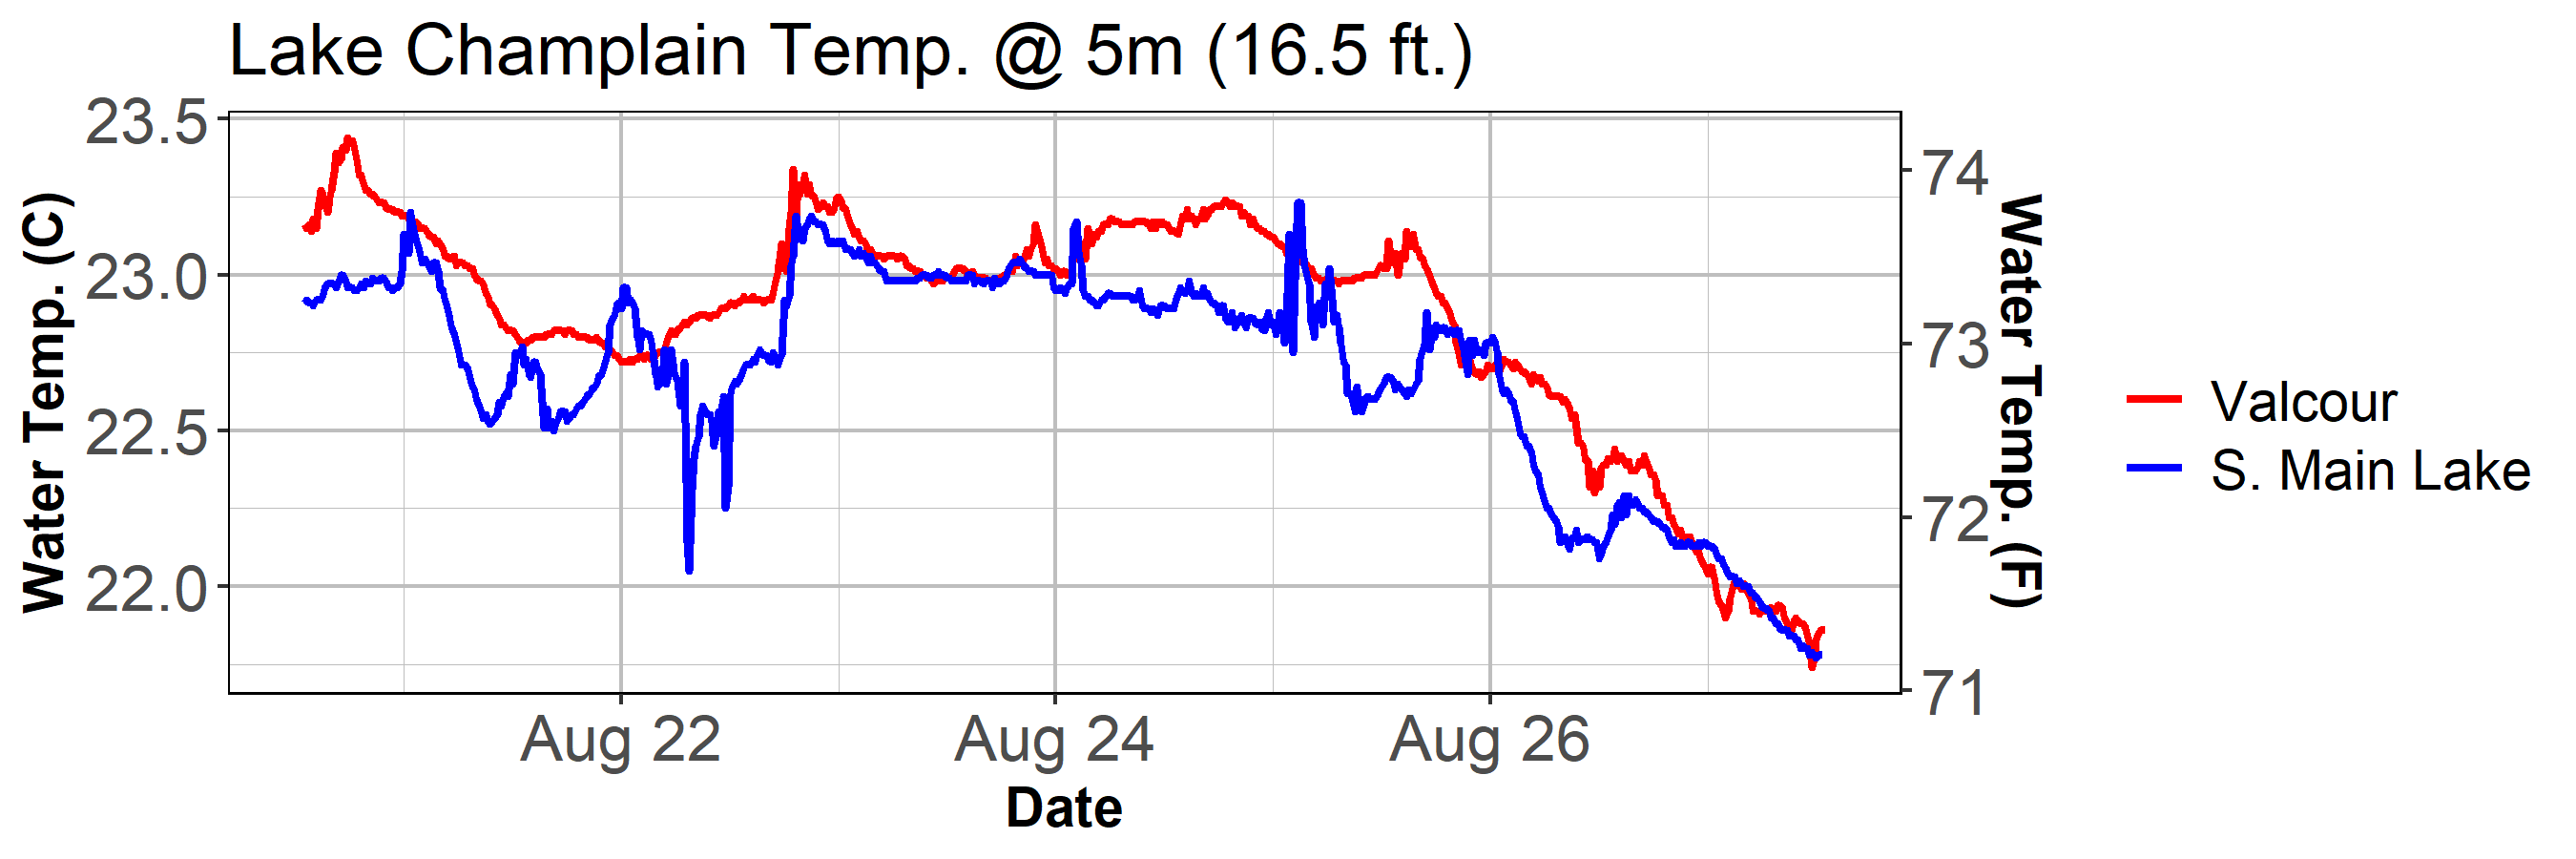 Lake Champlain Temp. @ 5m (16.5 ft.)
Water Temp. (C)
23.5
23.0
22.5
22.0
74
73
72
71
Water Temp. (F)
Valcour
S. Main Lake
Aug 22
Aug 24
Aug 26
Date